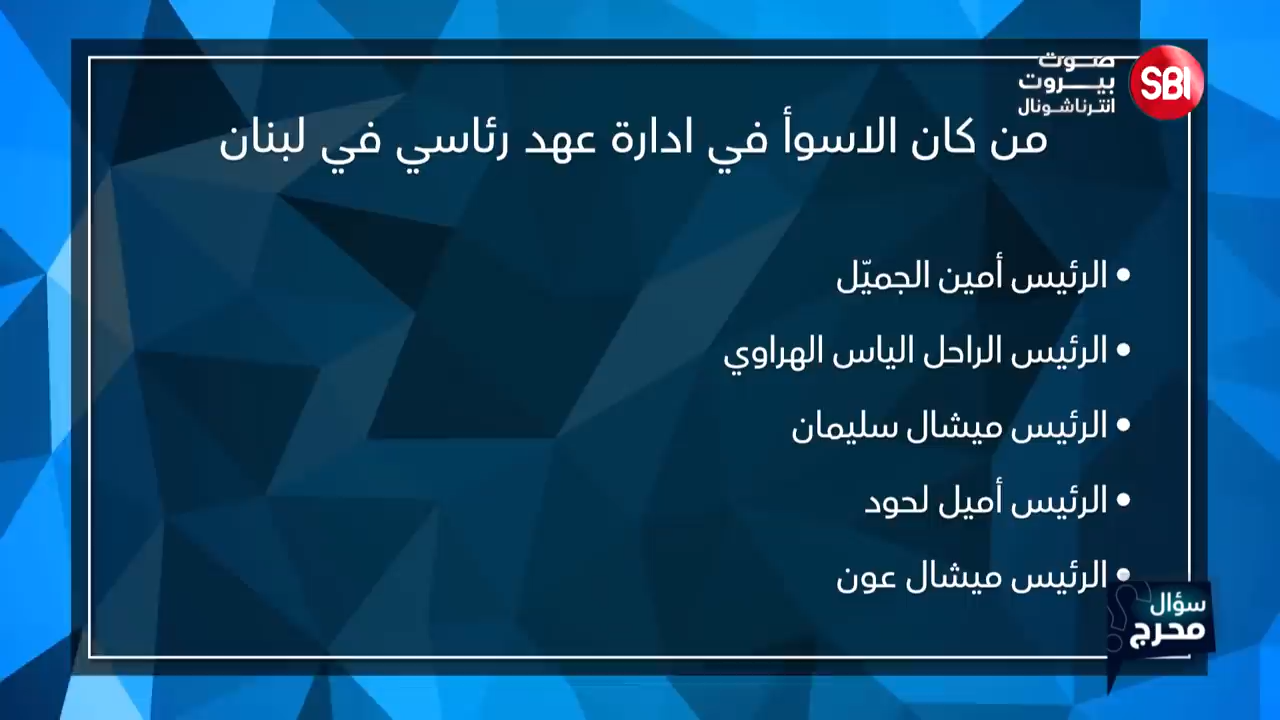 صوت
بيروت
انترناشونال
SBI
من كان الاسوأ في ادارة عهد رئاسي في لبنان
• الرئيس أمين الجميّل
• الرئيس الراحل الياس الهراوي
• الرئيس ميشال سليمان
• الرئيس أميل لحود
• الرئيس ميشال عون
سؤال
محرج